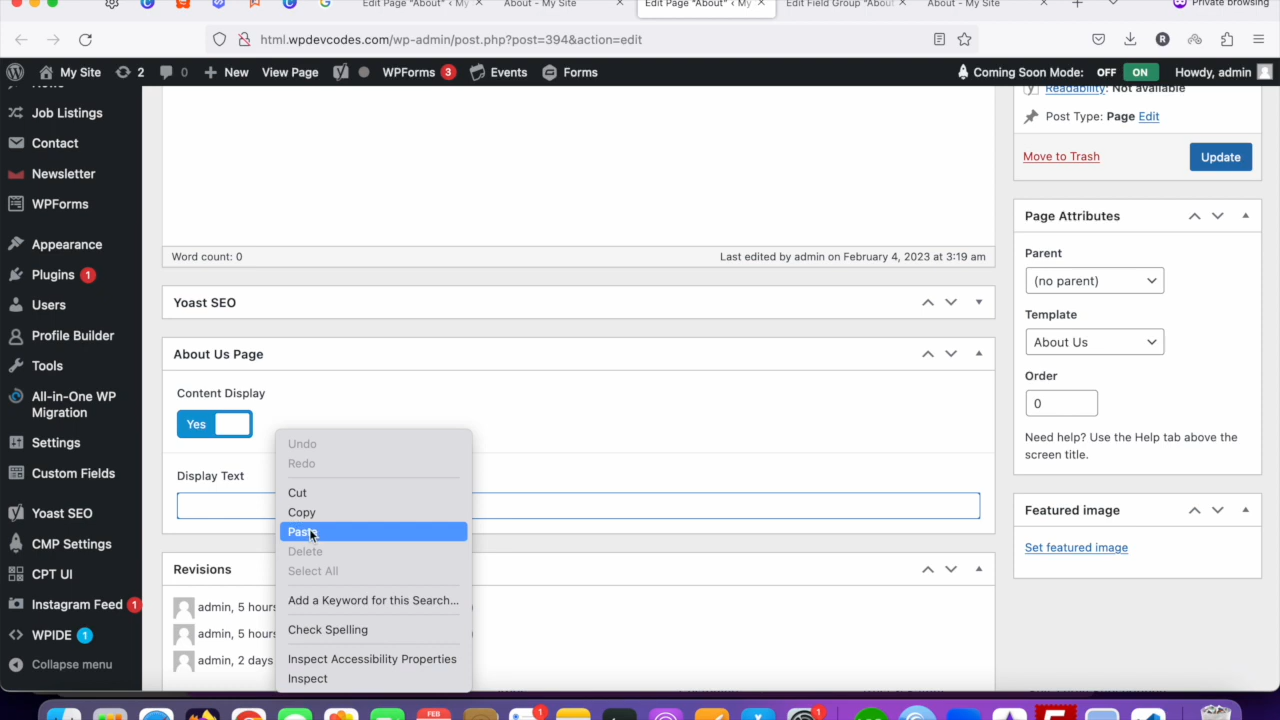 Edit Page "About" ‹ My
About - My Site
Edit Page "About" ‹ My
Edit Field Group "About
About - My Site
Private browsing
html.wpdevcodes.com/wp-admin/post.php?post=394&action=edit
My Site 2 0 New View Page WPForms 3 Events Forms Coming Soon Mode: OFF ON Howdy, admin
Job Listings
Contact
Newsletter
WPForms
Appearance
Plugins 1
Users
Profile Builder
Tools
All-in-One WP
Migration
Settings
Custom Fields
Yoast SEO
CMP Settings
CPT UI
Instagram Feed 1
WPIDE 1
Collapse menu
Word count: 0
Last edited by admin on February 4, 2023 at 3:19 am
Yoast SEO
About Us Page
Content Display
Yes
Display Text
Undo
Redo
Cut
Copy
Paste
Delete
Select All
Add a Keyword for this Search...
Check Spelling
Inspect Accessibility Properties
Inspect
Revisions
admin, 5 hours
admin, 5 hours
admin, 2 days
Readability: Not available
Post Type: Page Edit
Move to Trash
Update
Page Attributes
Parent
(no parent)
Template
About Us
Order
0
Need help? Use the Help tab above the
screen title.
Featured image
Set featured image
FEB
1
1